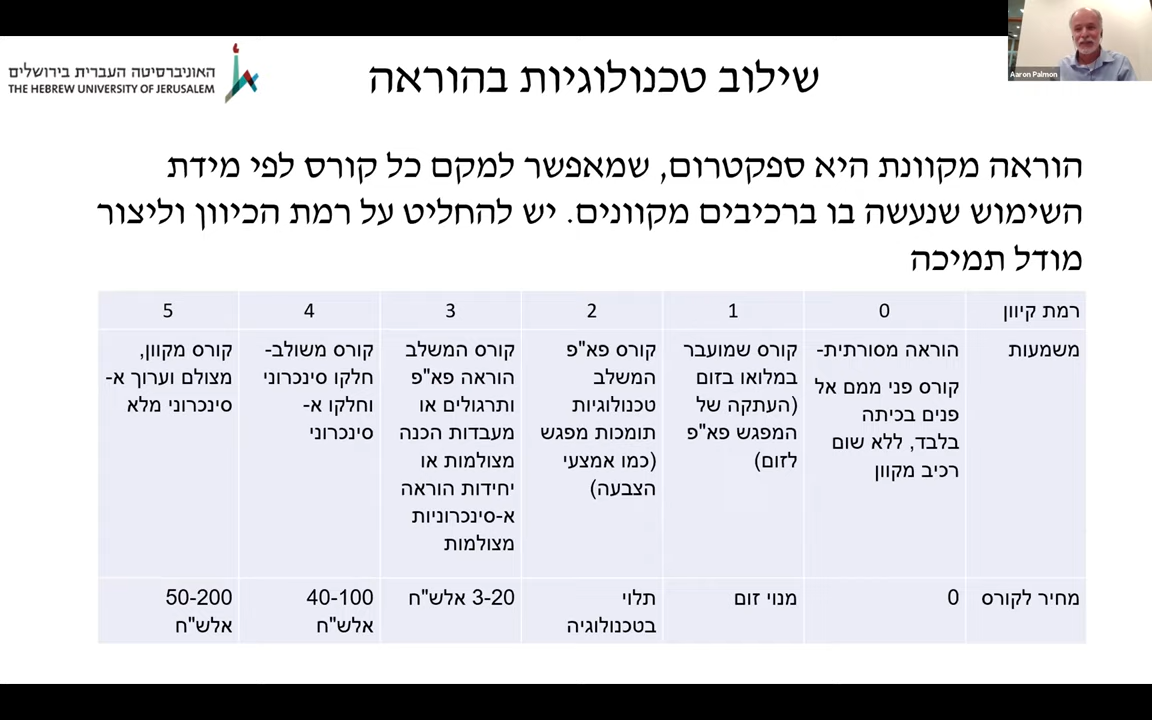 האוניברסיטה העברית בירושלים
THE HEBREW UNIVERSITY OF JERUSALEM
Aaron Palmon
שילוב טכנולוגיות בהוראה
הוראה מקוונת היא ספקטרום, שמאפשר למקם כל קורס לפי מידת
השימוש שנעשה בו ברכיבים מקוונים. יש להחליט על רמת הכיוון וליצור
מודל תמיכה
רמת קיוון
0
1
2
3
4
5
משמעות
הוראה מסורתית-
קורס פני ממם אל
פנים בכיתה
בלבד, ללא שום
רכיב מקוון
קורס שמועבר
במלואו בזום
(העתקה של
המפגש פא"פ
לזום)
קורס פא"פ
המשלב
טכנולוגיות
תומכות מפגש
(כמו אמצעי
הצבעה)
קורס המשלב
הוראה פא"פ
ותרגולים או
מעבדות הכנה
מצולמות או
יחידות הוראה
א-סינכרוניות
מצולמות
קורס משולב-
חלקו סינכרוני
וחלקו א-
סינכרוני
קורס מקוון,
מצולם וערוך א-
סינכרוני מלא
מחיר לקורס
0
מנוי זום
תלוי
בטכנולוגיה
3-20 אלש"ח
40-100
אלש"ח
50-200
אלש"ח